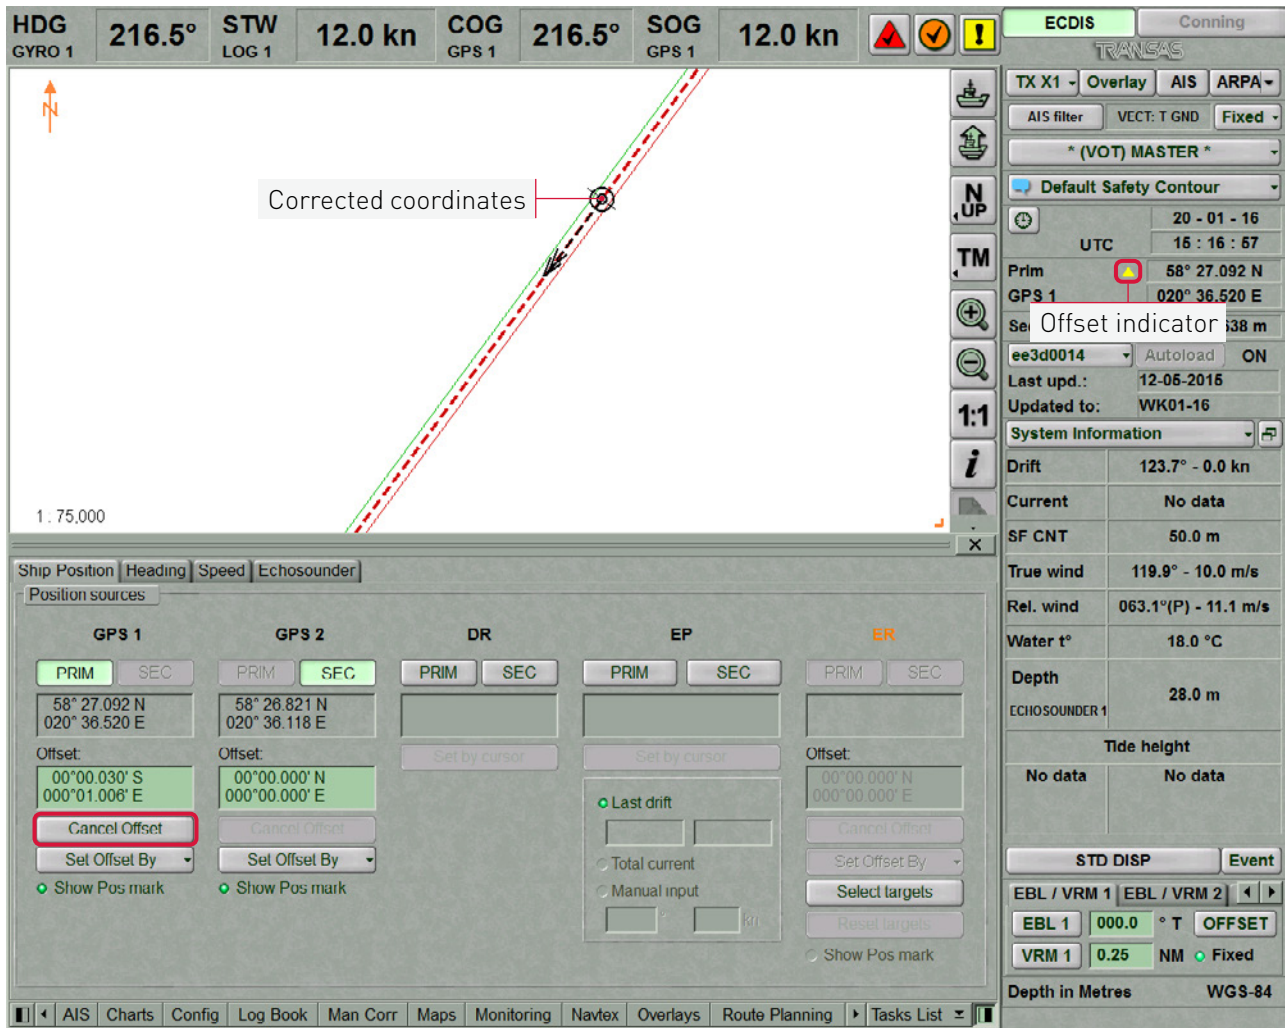 HDG
GYRO 1
216.5°
STW
LOG 1
12.0 kn
COG
GPS 1
216.5°
SOG
GPS 1
12.0 kn
ECDIS
Conning
TRANSAS
TX X1
Overlay
AIS
ARPA
AIS filter
VECT: T GND
Fixed
* (VOT) MASTER *
Default Safety Contour
20 - 01 - 16
UTC
15 : 16 : 57
Prim
58° 27.092 N
GPS 1
020° 36.520 E
Offset indicator
38 m
ee3d0014
Autoload
ON
Last upd.:
12-05-2015
Updated to:
WK01-16
System Information
Drift
123.7° - 0.0 kn
Current
No data
SF CNT
50.0 m
True wind
119.9° - 10.0 m/s
Rel. wind
063.1°(P) - 11.1 m/s
Water t°
18.0 °C
Depth
ECHOSOUNDER 1
28.0 m
Tide height
No data
No data
STD DISP
Event
EBL / VRM 1
EBL / VRM 2
EBL 1
000.0
° T
OFFSET
VRM 1
0.25
NM
Fixed
Depth in Metres
WGS-84
N
Corrected coordinates
1 : 75,000
N UP
TM
1:1
i
X
Ship Position
Heading
Speed
Echosounder
Position sources
GPS 1
PRIM
SEC
58° 27.092 N
020° 36.520 E
Offset:
00°00.030' S
000°01.006' E
Cancel Offset
Set Offset By
Show Pos mark
GPS 2
PRIM
SEC
58° 26.821 N
020° 36.118 E
Offset:
00°00.000' N
000°00.000' E
Cancel Offset
Set Offset By
Show Pos mark
DR
PRIM
SEC
Set by cursor
EP
PRIM
SEC
Set by cursor
Last drift
Total current
Manual input
°
kn
ER
PRIM
SEC
Offset:
00°00.000' N
000°00.000' E
Cancel Offset
Set Offset By
Select targets
Reset targets
Show Pos mark
AIS
Charts
Config
Log Book
Man Corr
Maps
Monitoring
Navtex
Overlays
Route Planning
Tasks List